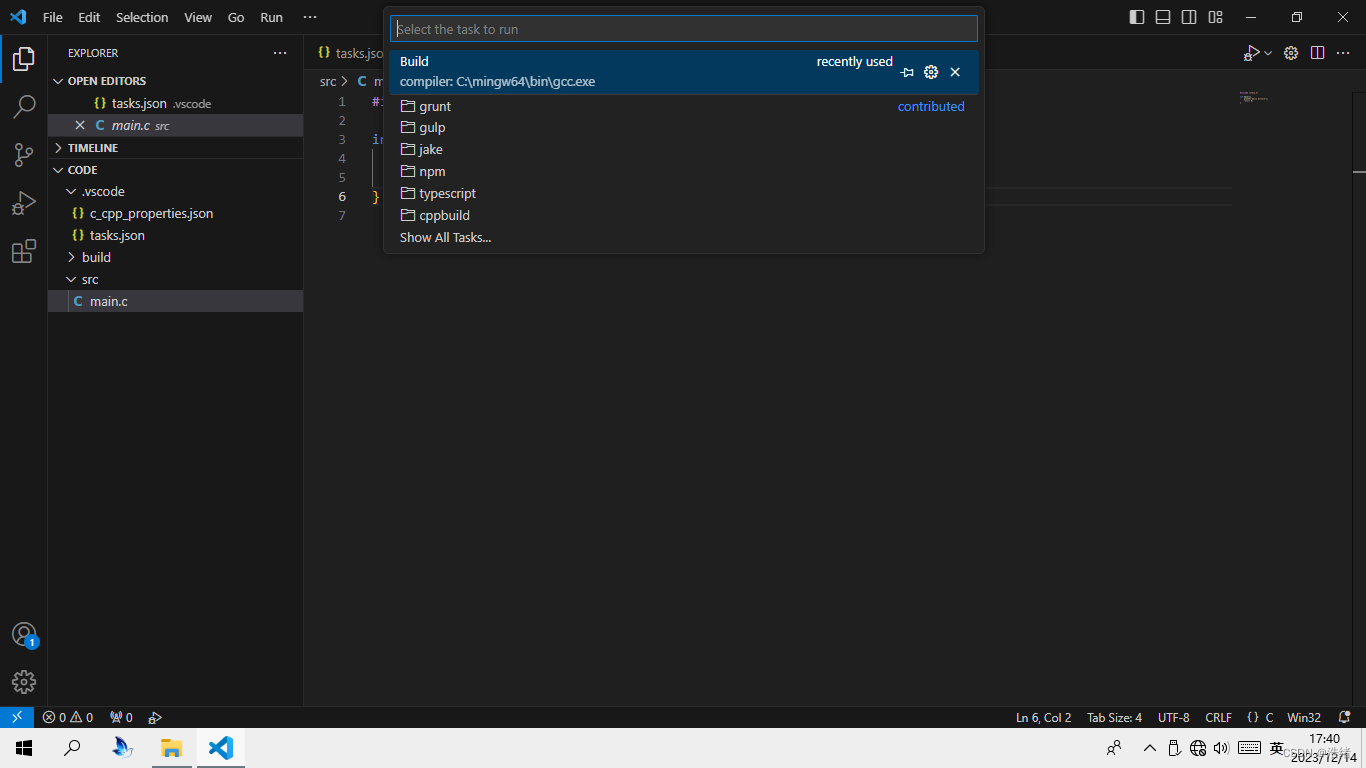 File Edit Selection View Go Run ···
Select the task to run
Build recently used
compiler: C:\mingw64\bin\gcc.exe
grunt contributed
gulp
jake
npm
typescript
cppbuild
Show All Tasks...
EXPLORER ···
OPEN EDITORS
{} tasks.json .vscode
C main.c src
TIMELINE
CODE
.vscode
{} c_cpp_properties.json
{} tasks.json
build
src
C main.c
{} tasks.jso
src > C m
1 #i
2
3 in
4
5
6 }
7
1
0 0 0
Ln 6, Col 2 Tab Size: 4 UTF-8 CRLF {} C Win32
英
17:40
2023/12/14